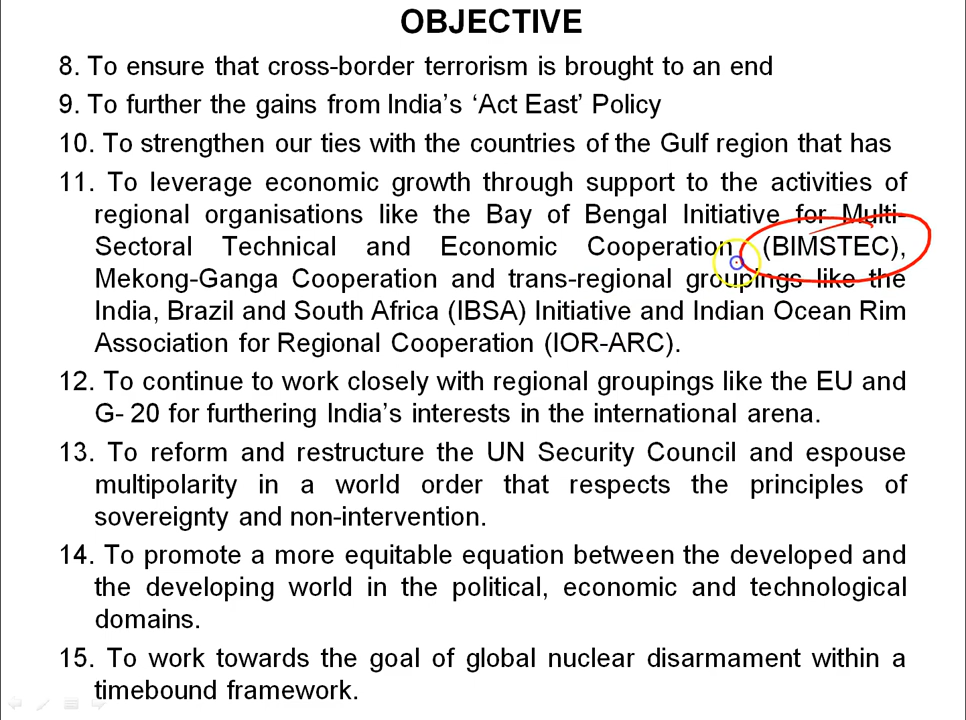 OBJECTIVE
8. To ensure that cross-border terrorism is brought to an end
9. To further the gains from India’s ‘Act East’ Policy
10. To strengthen our ties with the countries of the Gulf region that has
11. To leverage economic growth through support to the activities of
regional organisations like the Bay of Bengal Initiative for Multi-
Sectoral Technical and Economic Cooperation (BIMSTEC),
Mekong-Ganga Cooperation and trans-regional groupings like the
India, Brazil and South Africa (IBSA) Initiative and Indian Ocean Rim
Association for Regional Cooperation (IOR-ARC).
12. To continue to work closely with regional groupings like the EU and
G- 20 for furthering India’s interests in the international arena.
13. To reform and restructure the UN Security Council and espouse
multipolarity in a world order that respects the principles of
sovereignty and non-intervention.
14. To promote a more equitable equation between the developed and
the developing world in the political, economic and technological
domains.
15. To work towards the goal of global nuclear disarmament within a
timebound framework.